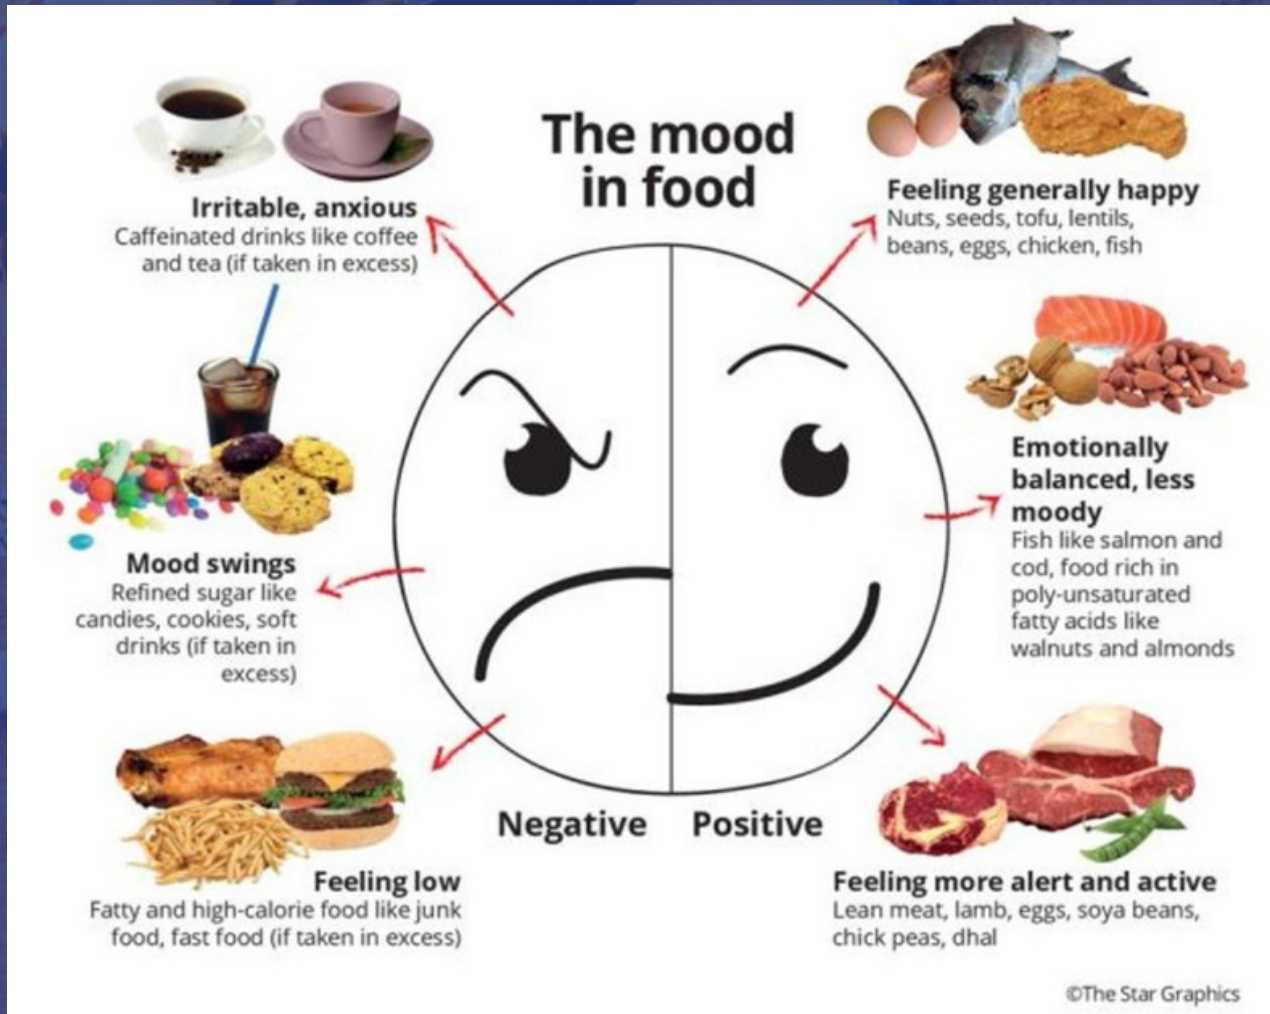 The mood
in food
Irritable, anxious
Caffeinated drinks like coffee
and tea (if taken in excess)
Mood swings
Refined sugar like
candies, cookies, soft
drinks (if taken in
excess)
Feeling low
Fatty and high-calorie food like junk
food, fast food (if taken in excess)
Negative
Positive
Feeling generally happy
Nuts, seeds, tofu, lentils,
beans, eggs, chicken, fish
Emotionally
balanced, less
moody
Fish like salmon and
cod, food rich in
poly-unsaturated
fatty acids like
walnuts and almonds
Feeling more alert and active
Lean meat, lamb, eggs, soya beans,
chick peas, dhal
©The Star Graphics